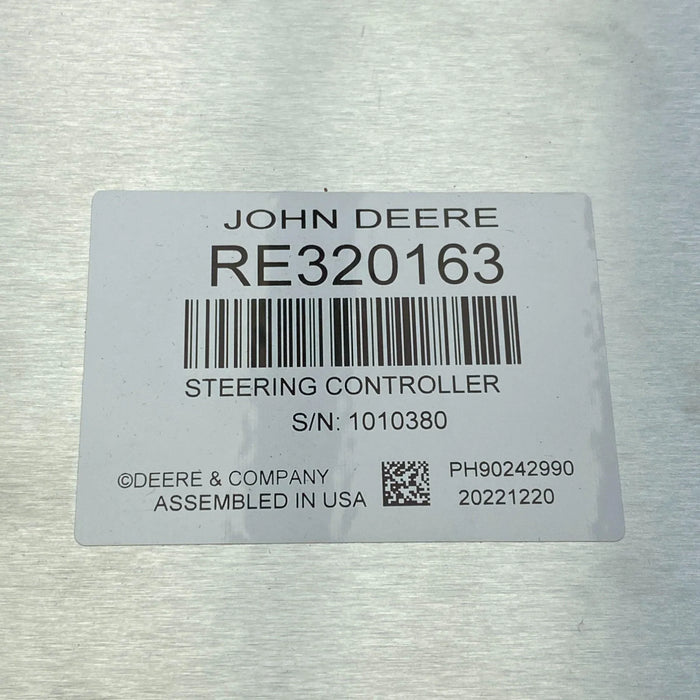 JOHN DEERE
RE320163
STEERING CONTROLLER
S/N: 1010380
©DEERE & COMPANY
ASSEMBLED IN USA
PH90242990
20221220